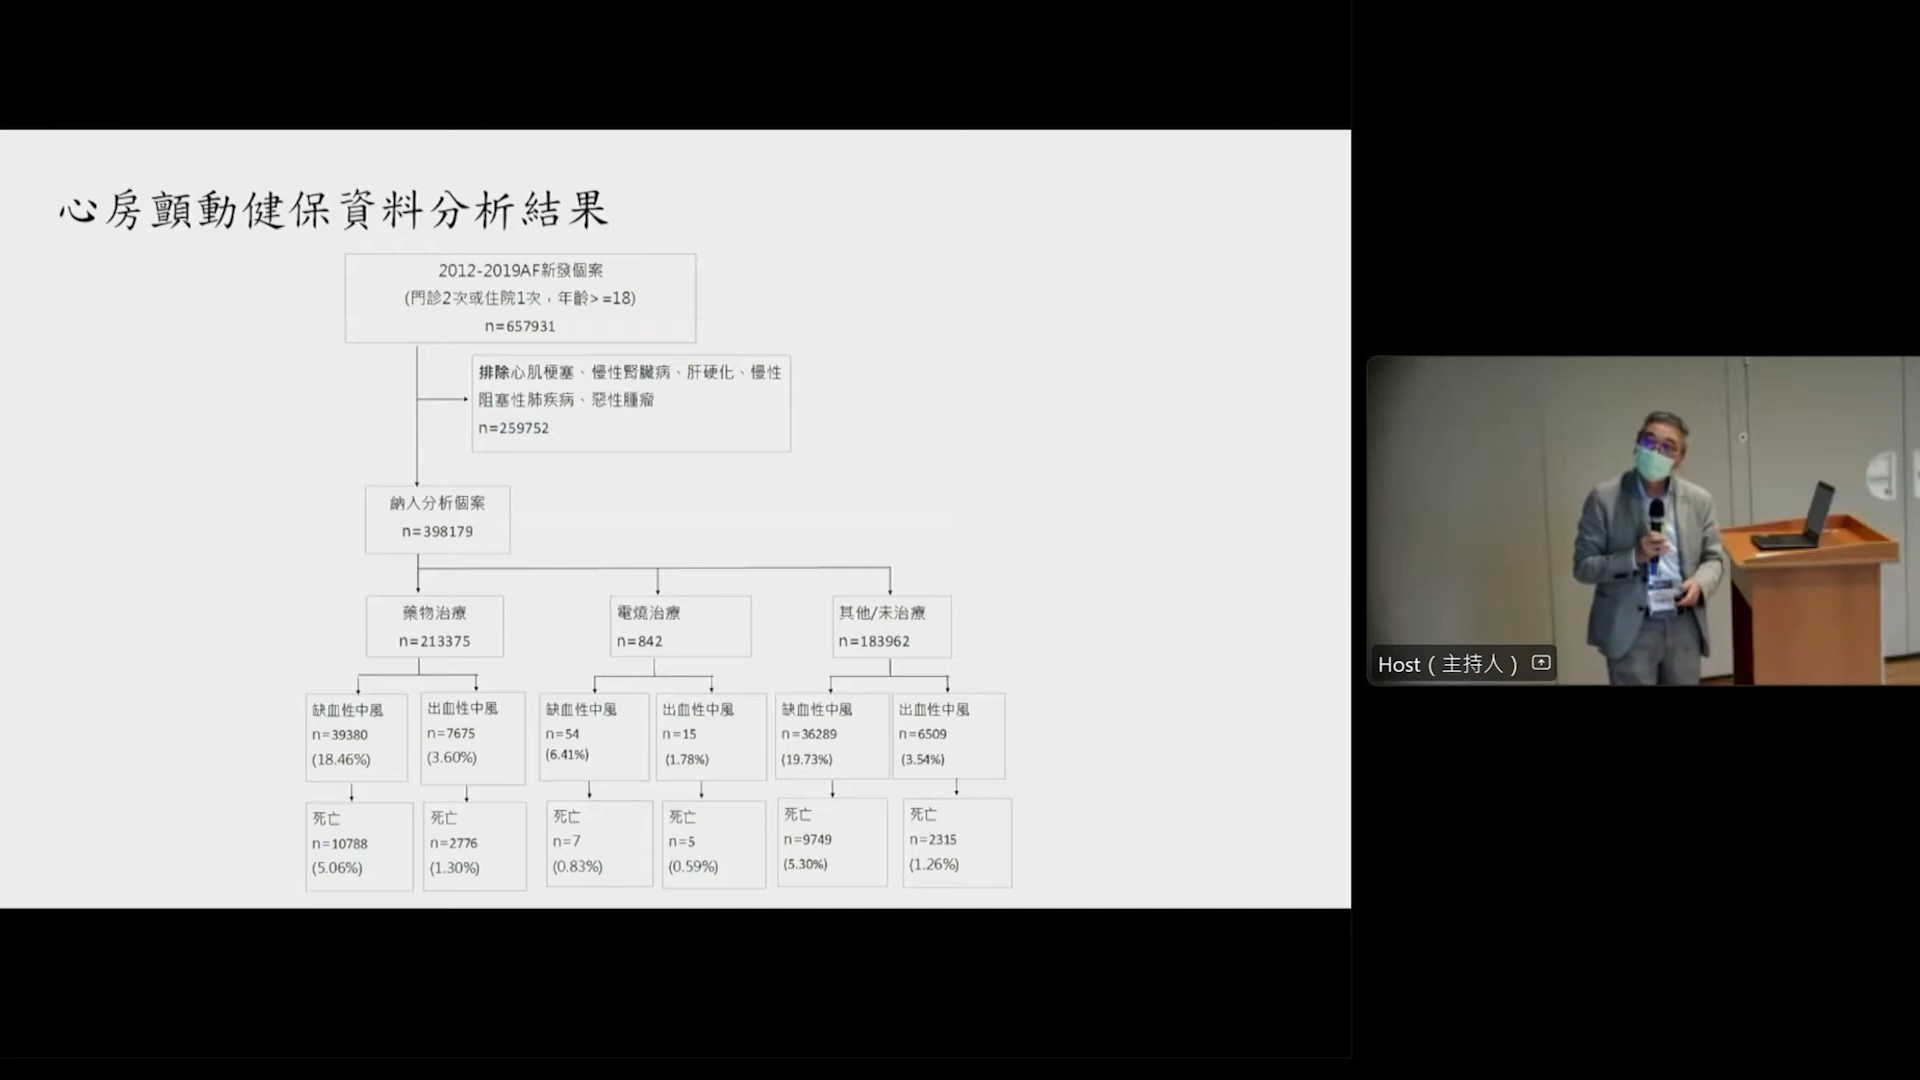 心房顫動健保資料分析結果
2012-2019AF新發個案
(門診2次或住院1次，年齡> =18)
n=657931
排除心肌梗塞、慢性腎臟病、肝硬化、慢性
阻塞性肺疾病、惡性腫瘤
n=259752
納入分析個案
n=398179
藥物治療
n=213375
電燒治療
n=842
其他/未治療
n=183962
缺血性中風
n=39380
(18.46%)
出血性中風
n=7675
(3.60%)
缺血性中風
n=54
(6.41%)
出血性中風
n=15
(1.78%)
缺血性中風
n=36289
(19.73%)
出血性中風
n=6509
(3.54%)
死亡
n=10788
(5.06%)
死亡
n=2776
(1.30%)
死亡
n=7
(0.83%)
死亡
n=5
(0.59%)
死亡
n=9749
(5.30%)
死亡
n=2315
(1.26%)
Host ( 主持人 )